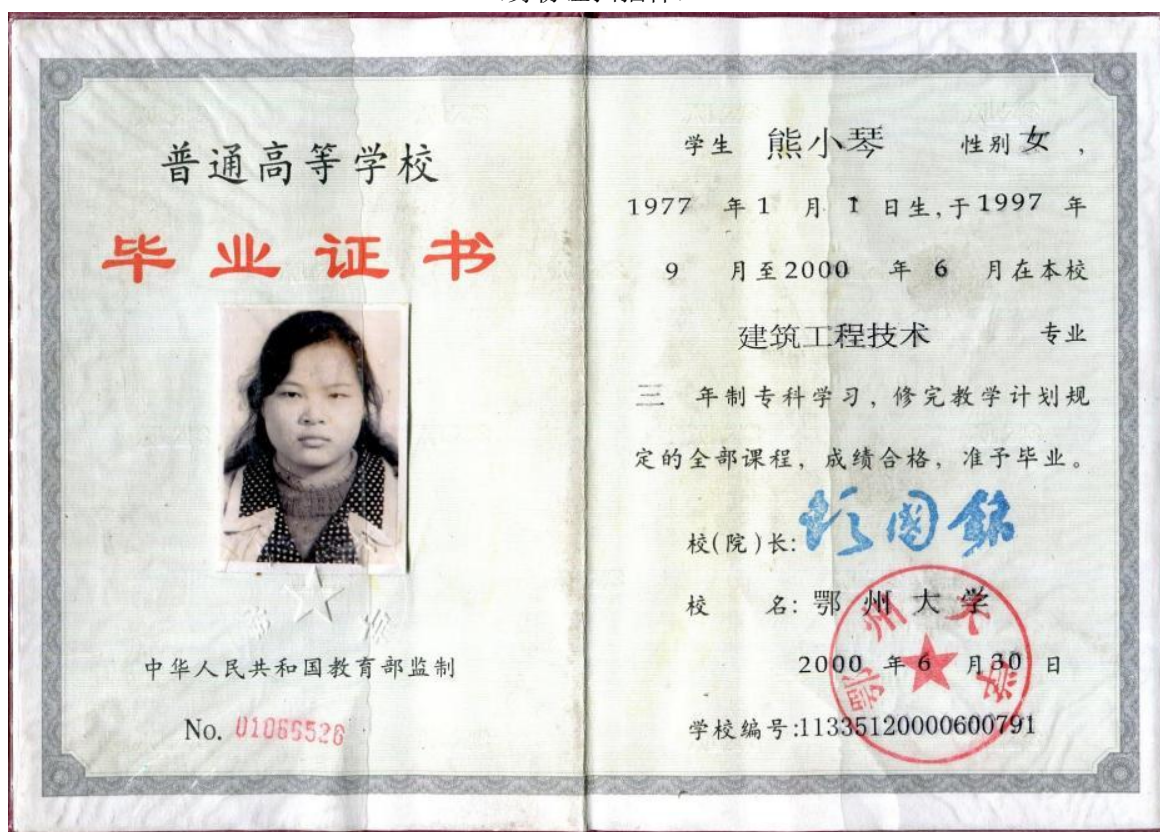 普通高等学校
毕业证书
中华人民共和国教育部监制
No. 01066526
学生 熊小琴 性别 女，
1977 年 1 月 1 日生,于 1997 年
9 月至 2000 年 6 月在本校
建筑工程技术 专业
三 年制专科学习，修完教学计划规
定的全部课程，成绩合格，准予毕业。
校(院)长:
校 名: 鄂州大学
2000 年 6 月 30 日
学校编号:11335120000600791
鄂州大学